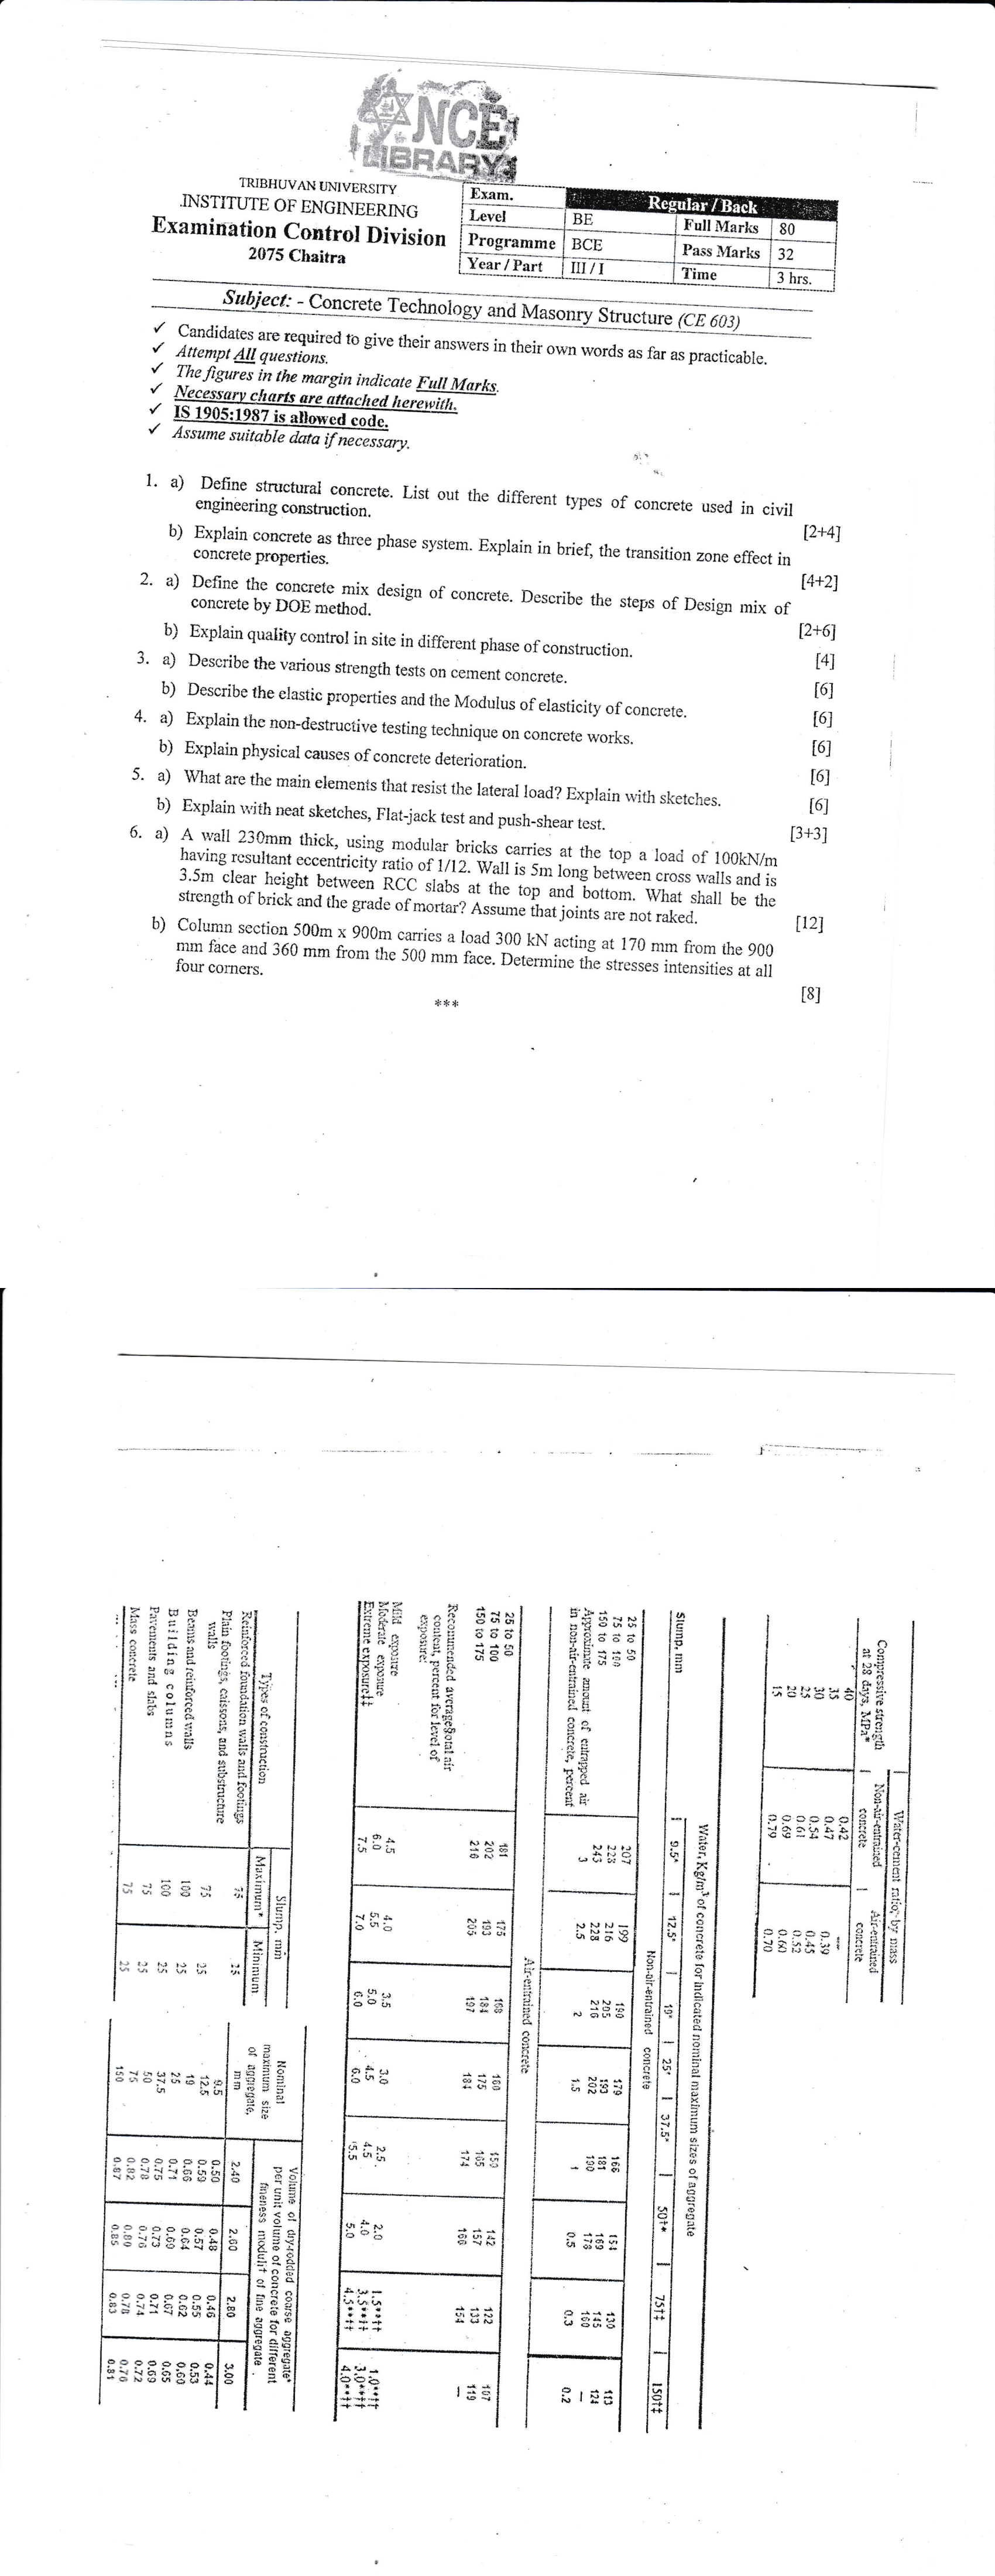 NCE
LIBRARY
TRIBHUVAN UNIVERSITY
INSTITUTE OF ENGINEERING
Examination Control Division
2075 Chaitra
Exam. Regular / Back
Level BE Full Marks 80
Programme BCE Pass Marks 32
Year / Part III / I Time 3 hrs.
Subject: - Concrete Technology and Masonry Structure (CE 603)
✓ Candidates are required to give their answers in their own words as far as practicable.
✓ Attempt All questions.
✓ The figures in the margin indicate Full Marks.
✓ Necessary charts are attached herewith.
✓ IS 1905:1987 is allowed code.
✓ Assume suitable data if necessary.
1. a) Define structural concrete. List out the different types of concrete used in civil
engineering construction. [2+4]
b) Explain concrete as three phase system. Explain in brief, the transition zone effect in
concrete properties. [4+2]
2. a) Define the concrete mix design of concrete. Describe the steps of Design mix of
concrete by DOE method. [2+6]
b) Explain quality control in site in different phase of construction. [4]
3. a) Describe the various strength tests on cement concrete. [6]
b) Describe the elastic properties and the Modulus of elasticity of concrete. [6]
4. a) Explain the non-destructive testing technique on concrete works. [6]
b) Explain physical causes of concrete deterioration. [6]
5. a) What are the main elements that resist the lateral load? Explain with sketches. [6]
b) Explain with neat sketches, Flat-jack test and push-shear test. [3+3]
6. a) A wall 230mm thick, using modular bricks carries at the top a load of 100kN/m
having resultant eccentricity ratio of 1/12. Wall is 5m long between cross walls and is
3.5m clear height between RCC slabs at the top and bottom. What shall be the
strength of brick and the grade of mortar? Assume that joints are not raked. [12]
b) Column section 500m x 900m carries a load 300 kN acting at 170 mm from the 900
mm face and 360 mm from the 500 mm face. Determine the stresses intensities at all
four corners. [8]
***
Water-cement ratio, by mass
Compressive strength at 28 days, MPa* Non-air-entrained concrete Air-entrained concrete
40 0.42 —
35 0.47 0.39
30 0.54 0.45
25 0.61 0.52
20 0.69 0.60
15 0.79 0.70
Water, Kg/m³ of concrete for indicated nominal maximum sizes of aggregate
Slump, mm 9.5* 12.5* 19* 25* 37.5* 50†* 75†‡ 150†‡
Non-air-entrained concrete
25 to 50 207 199 190 179 166 154 130 113
75 to 100 228 216 205 193 181 169 145 124
150 to 175 243 228 216 202 190 178 160 —
Approximate amount of entrapped air
in non-air-entrained concrete, percent 3 2.5 2 1.5 1 0.5 0.3 0.2
Air-entrained concrete
25 to 50 181 175 168 160 150 142 122 107
75 to 100 202 193 184 175 165 157 133 119
150 to 175 216 205 197 184 174 166 154 —
Recommended average§ total air
content, percent for level of
exposure:
Mild exposure 4.5 4.0 3.5 3.0 2.5 2.0 1.5**†† 1.0**††
Moderate exposure 6.0 5.5 5.0 4.5 4.5 4.0 3.5**†† 3.0**††
Extreme exposure‡‡ 7.5 7.0 6.0 6.0 5.5 5.0 4.5**†† 4.0**††
Slump, mm
Types of construction Maximum* Minimum
Reinforced foundation walls and footings 75 25
Plain footings, caissons, and substructure
walls 75 25
Beams and reinforced walls 100 25
Building columns 100 25
Pavements and slabs 75 25
Mass concrete 75 25
Nominal maximum size of aggregate, mm
Volume of dry-rodded coarse aggregate*
per unit volume of concrete for different
fineness moduli† of fine aggregate
2.40 2.60 2.80 3.00
9.5 0.50 0.48 0.46 0.44
12.5 0.59 0.57 0.55 0.53
19 0.66 0.64 0.62 0.60
25 0.71 0.69 0.67 0.65
37.5 0.75 0.73 0.71 0.69
50 0.78 0.76 0.74 0.72
75 0.82 0.80 0.78 0.76
150 0.87 0.85 0.83 0.81